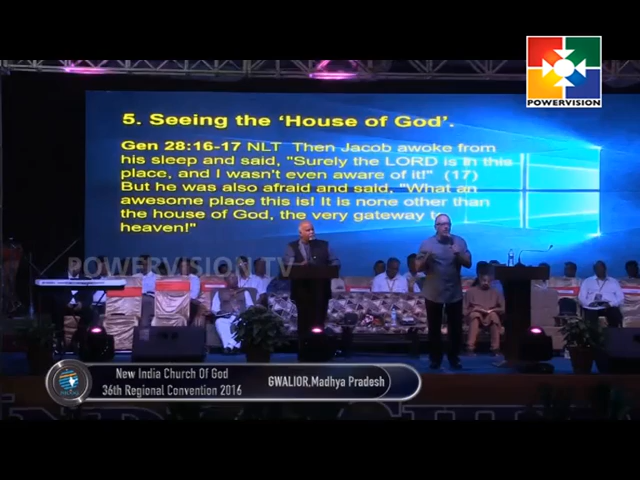 POWERVISION
5. Seeing the 'House of God'.
Gen 28:16-17 NLT Then Jacob awoke from
his sleep and said, "Surely the LORD is in this
place, and I wasn't even aware of it!" (17)
But he was also afraid and said, "What an
awesome place this is! It is none other than
the house of God, the very gateway to
heaven!"
POWERVISION TV
New India Church Of God
36th Regional Convention 2016
GWALIOR,Madhya Pradesh